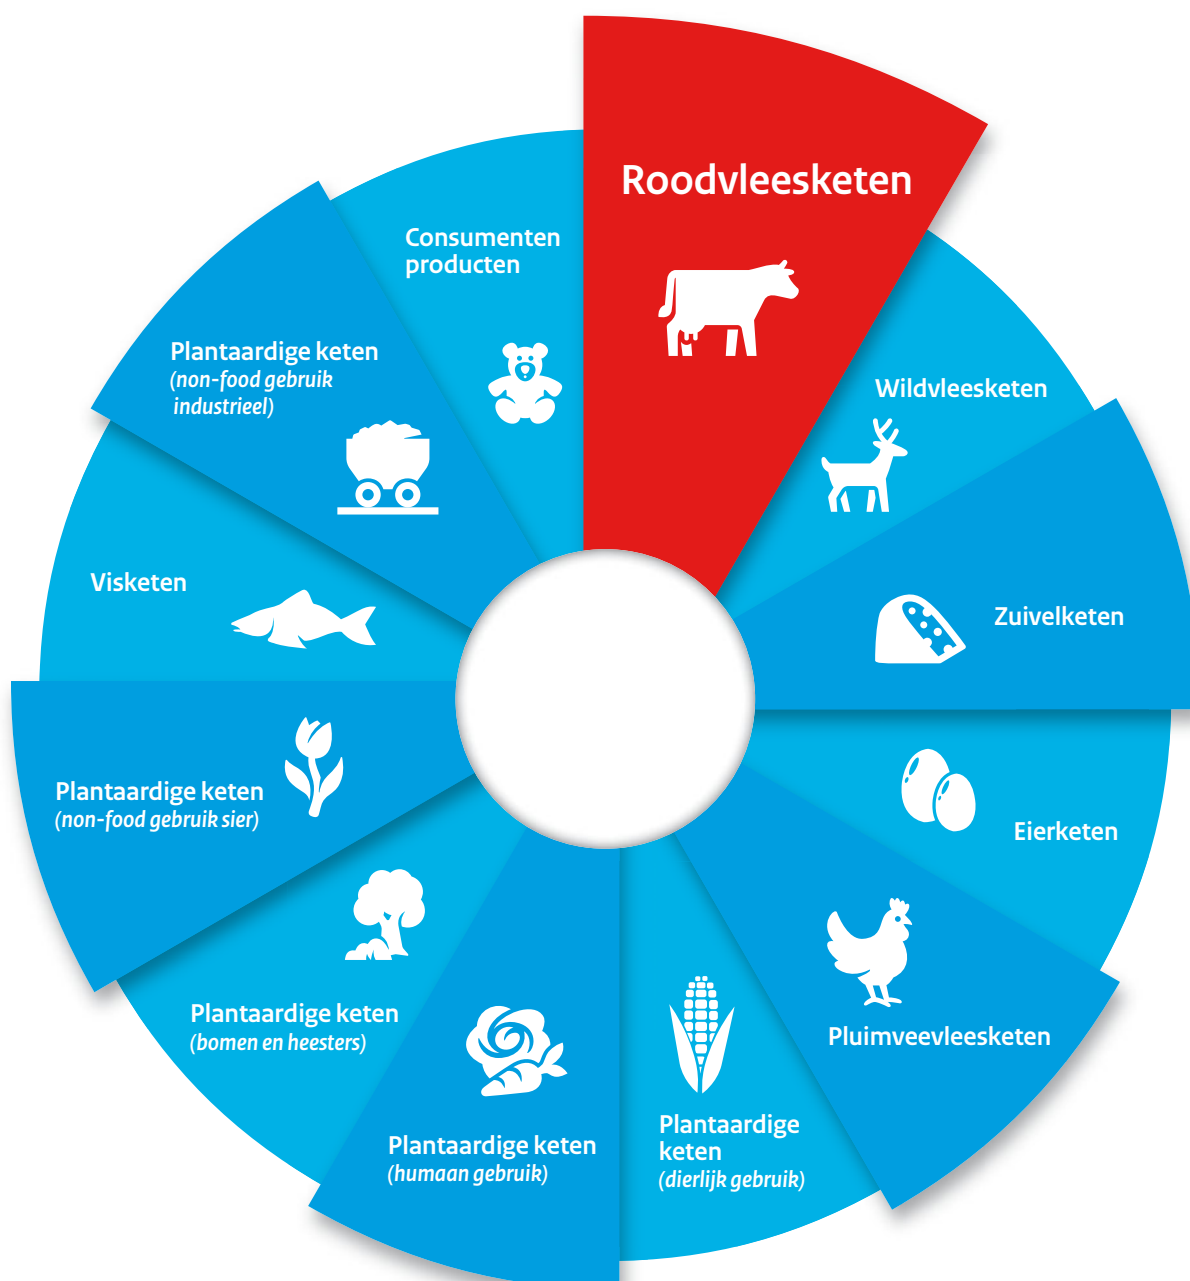 Roodvleesketen
Wildvleesketen
Zuivelketen
Eierketen
Pluimveevleesketen
Plantaardige
keten
(dierlijk gebruik)
Plantaardige keten
(humaan gebruik)
Plantaardige keten
(bomen en heesters)
Plantaardige keten
(non-food gebruik sier)
Visketen
Plantaardige keten
(non-food gebruik
industrieel)
Consumenten
producten